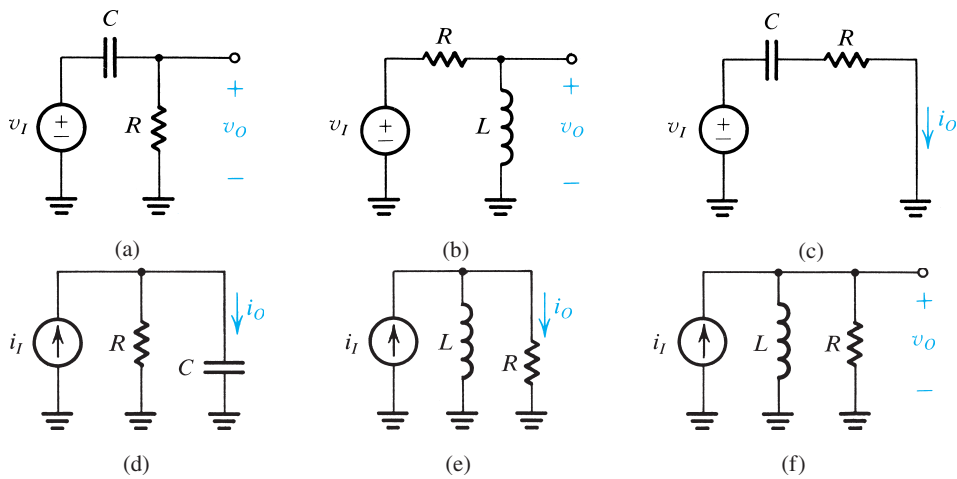 C
v_I
+
−
R
+
v_O
−
(a)
R
v_I
+
−
L
+
v_O
−
(b)
C
R
v_I
+
−
i_O
(c)
i_I
R
C
i_O
(d)
i_I
L
R
i_O
(e)
i_I
L
R
+
v_O
−
(f)